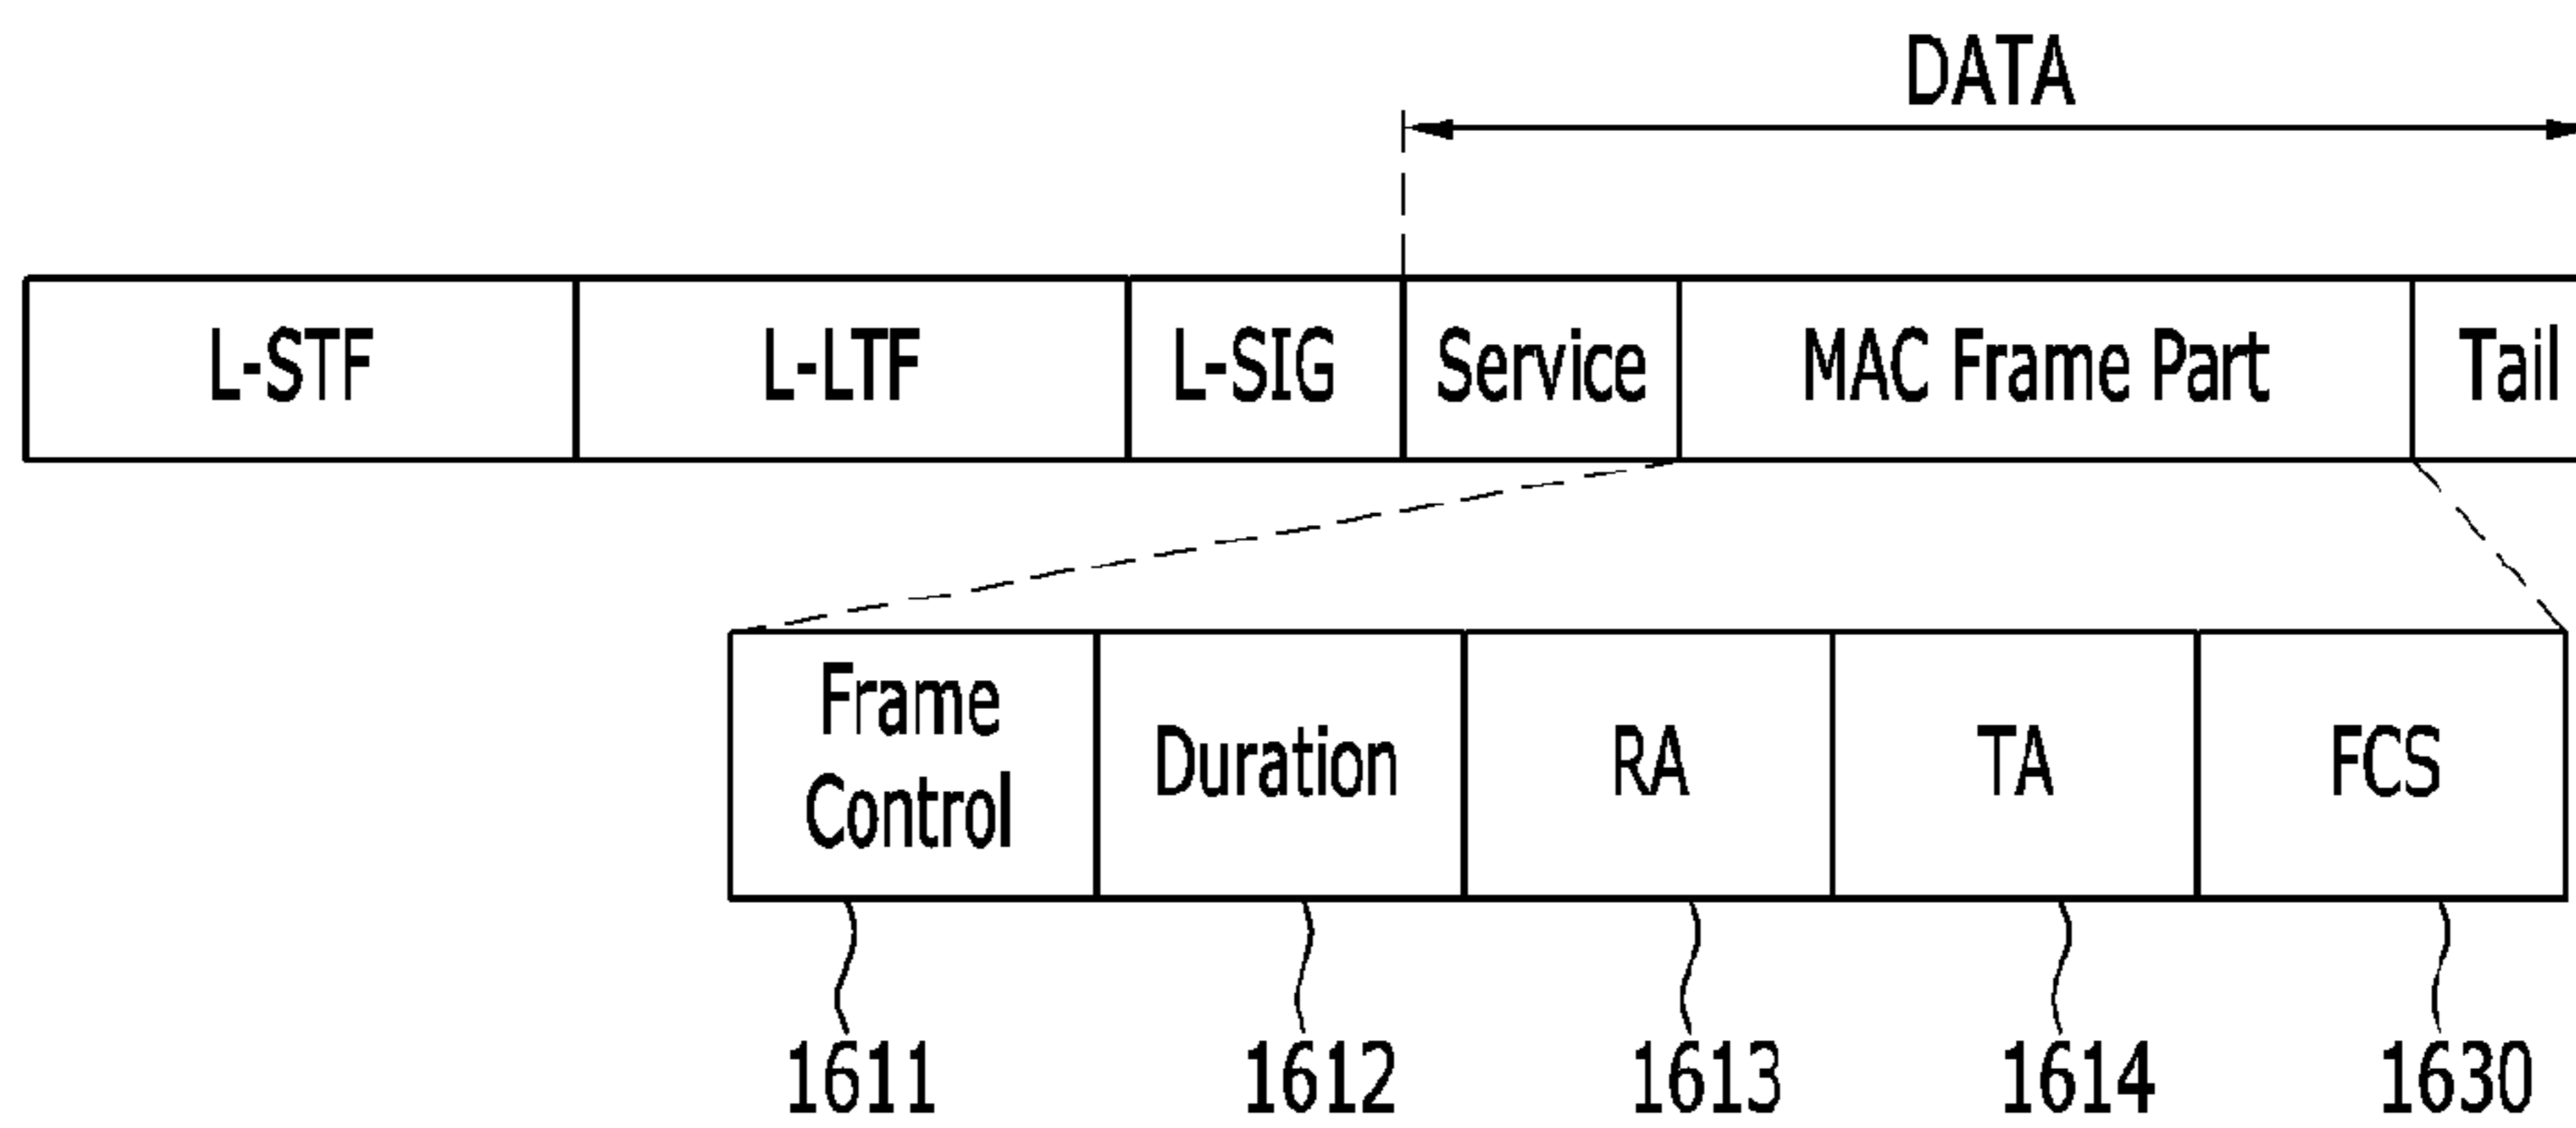 DATA
L-STF L-LTF L-SIG Service MAC Frame Part Tail
Frame
Control
Duration RA TA FCS
1611 1612 1613 1614 1630